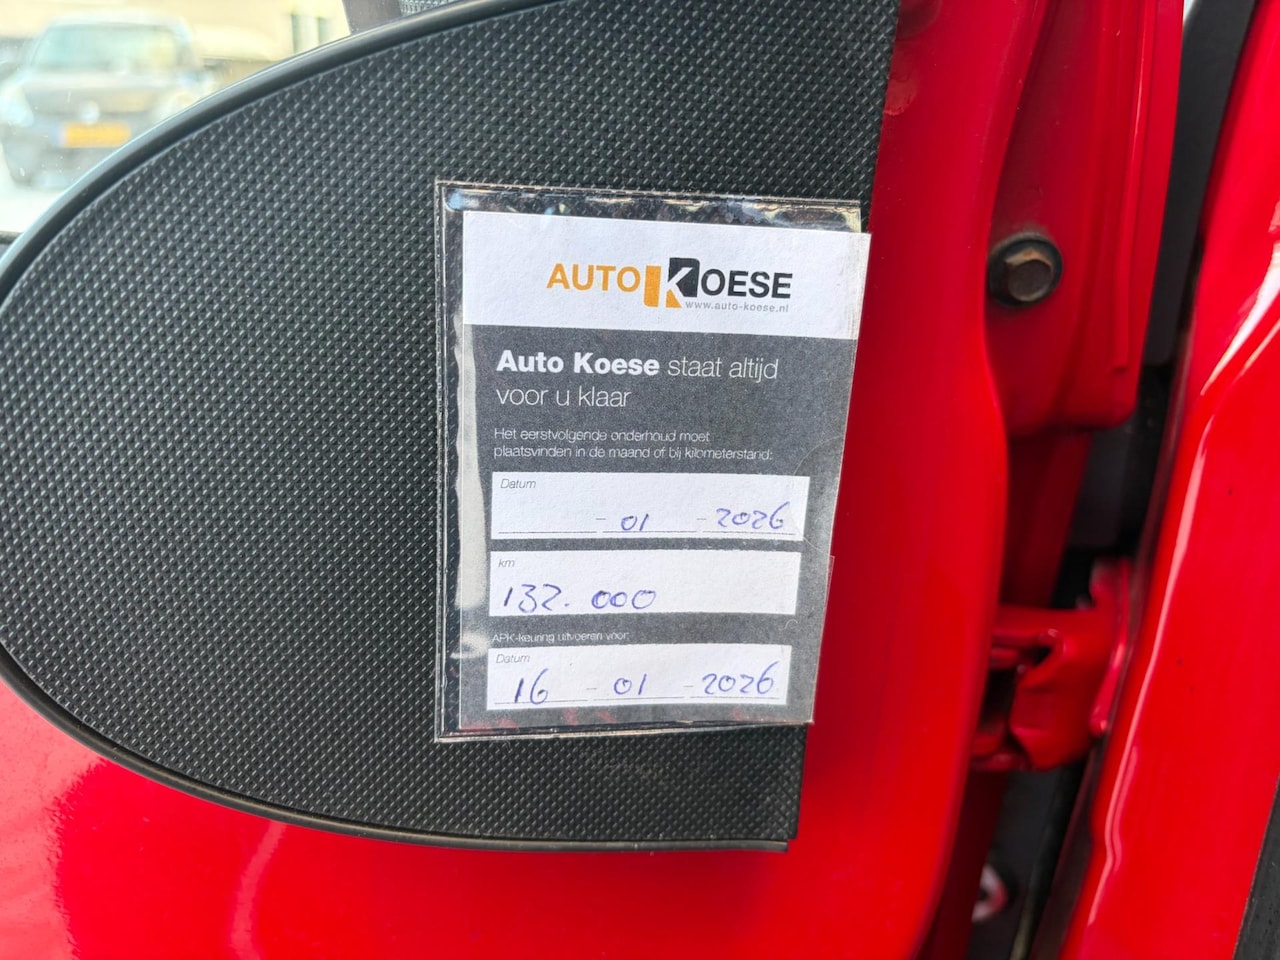 AUTO KOESE
www.auto-koese.nl
Auto Koese staat altijd
voor u klaar
Het eerstvolgende onderhoud moet
plaatsvinden in de maand of bij kilometerstand:
Datum
- 01 - 2026
km
132.000
APK-keuring uitvoeren voor:
Datum
16 - 01 - 2026